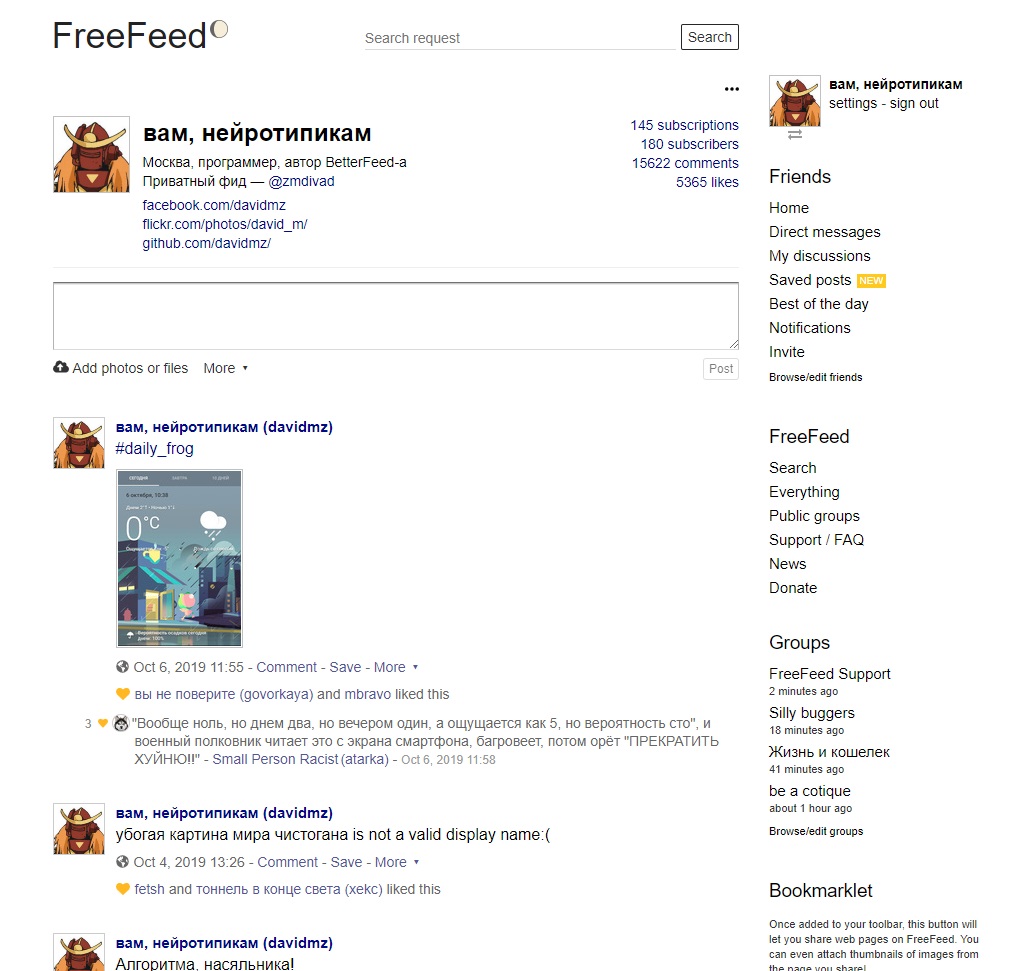 FreeFeed
Search request
Search
вам, нейротипикам
Москва, программер, автор BetterFeed-а
Приватный фид — @zmdivad
facebook.com/davidmz
flickr.com/photos/david_m/
github.com/davidmz/
145 subscriptions
180 subscribers
15622 comments
5365 likes
Add photos or files
More
Post
вам, нейротипикам (davidmz)
#daily_frog
СЕГОДНЯ
ЗАВТРА
10 ДНЕЙ
6 октября, 10:38
0°C
Вероятность осадков сегодня
днем: 100%
Oct 6, 2019 11:55 - Comment - Save - More
вы не поверите (govorkaya) and mbravo liked this
3 "Вообще ноль, но днем два, но вечером один, а ощущается как 5, но вероятность сто", и
военный полковник читает это с экрана смартфона, багровеет, потом орёт "ПРЕКРАТИТЬ
ХУЙНЮ!!" - Small Person Racist (atarka) - Oct 6, 2019 11:58
вам, нейротипикам (davidmz)
убогая картина мира чистогана is not a valid display name:(
Oct 4, 2019 13:26 - Comment - Save - More
fetsh and тоннель в конце света (xekc) liked this
вам, нейротипикам (davidmz)
Алгоритма, насяльника!
вам, нейротипикам
settings - sign out
Friends
Home
Direct messages
My discussions
Saved posts NEW
Best of the day
Notifications
Invite
Browse/edit friends
FreeFeed
Search
Everything
Public groups
Support / FAQ
News
Donate
Groups
FreeFeed Support
2 minutes ago
Silly buggers
18 minutes ago
Жизнь и кошелек
41 minutes ago
be a cotique
about 1 hour ago
Browse/edit groups
Bookmarklet
Once added to your toolbar, this button will
let you share web pages on FreeFeed. You
can even attach thumbnails of images from
the page you share!